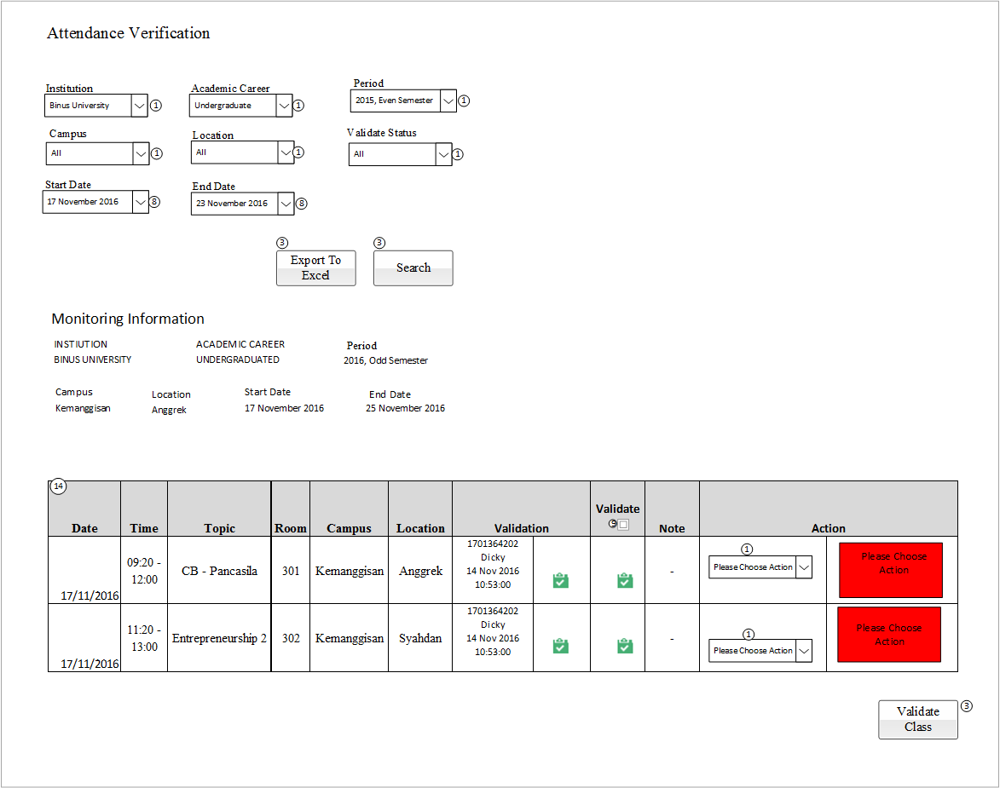 Attendance Verification
Institution
Binus University
1
Academic Career
Undergraduate
1
Period
2015, Even Semester
1
Campus
All
1
Location
All
1
Validate Status
All
1
Start Date
17 November 2016
8
End Date
23 November 2016
8
3
Export To
Excel
3
Search
Monitoring Information
INSTIUTION
BINUS UNIVERSITY
ACADEMIC CAREER
UNDERGRADUATED
Period
2016, Odd Semester
Campus
Kemanggisan
Location
Anggrek
Start Date
17 November 2016
End Date
25 November 2016
14
Date
Time
Topic
Room
Campus
Location
Validation
Validate
9
Note
Action
17/11/2016
09:20 -
12:00
CB - Pancasila
301
Kemanggisan
Anggrek
1701364202
Dicky
14 Nov 2016
10:53:00
-
1
Please Choose Action
Please Choose
Action
17/11/2016
11:20 -
13:00
Entrepreneurship 2
302
Kemanggisan
Syahdan
1701364202
Dicky
14 Nov 2016
10:53:00
-
1
Please Choose Action
Please Choose
Action
Validate
Class
3